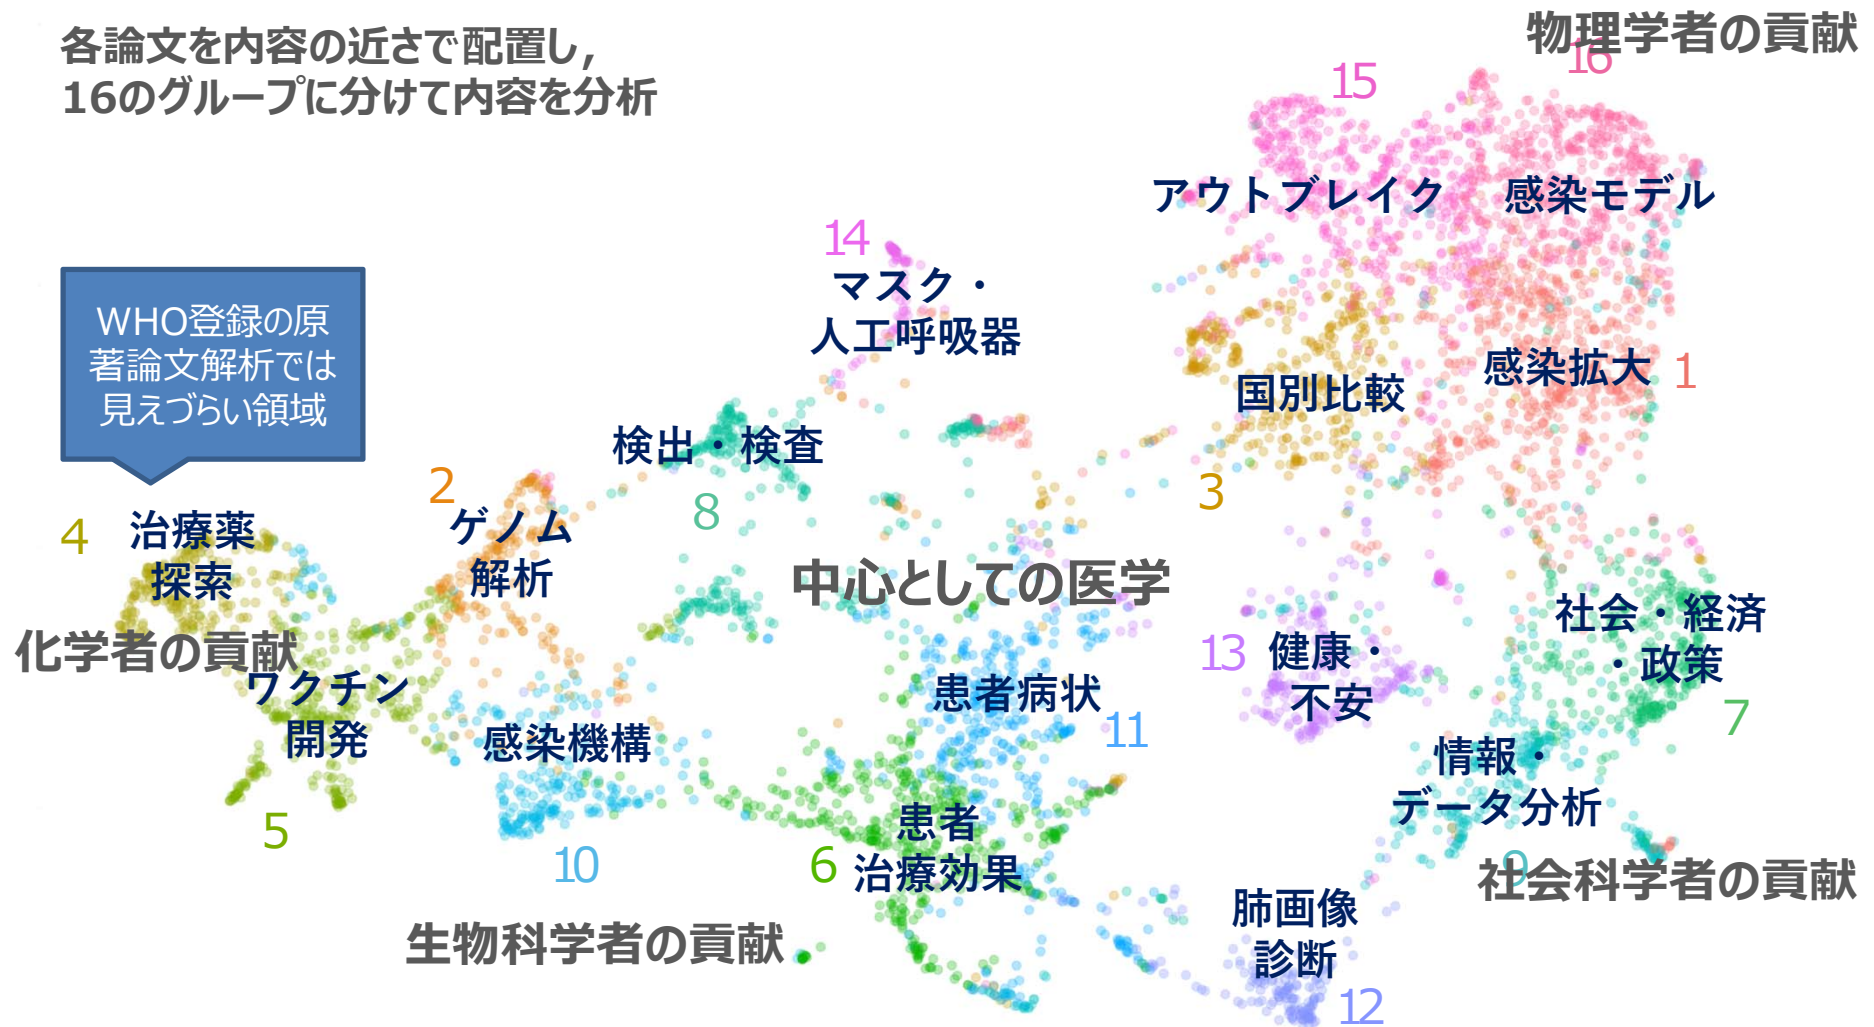 各論文を内容の近さで配置し,
16のグループに分けて内容を分析
物理学者の貢献
16
15
アウトブレイク
感染モデル
14
マスク・
人工呼吸器
WHO登録の原
著論文解析では
見えづらい領域
国別比較
感染拡大
1
検出・検査
8
3
2
ゲノム
解析
4
治療薬
探索
中心としての医学
化学者の貢献
ワクチン
開発
5
感染機構
10
患者病状
11
13
健康・
不安
社会・経済
・政策
7
情報・
データ分析
9
社会科学者の貢献
6
患者
治療効果
生物科学者の貢献
肺画像
診断
12